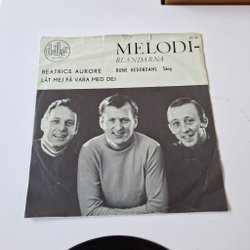 MELODI-
BLANDARNA
BEATRICE AURORE
RUNE HEDENDAHL Sång
LÅT MEJ FÅ VARA MED DEJ